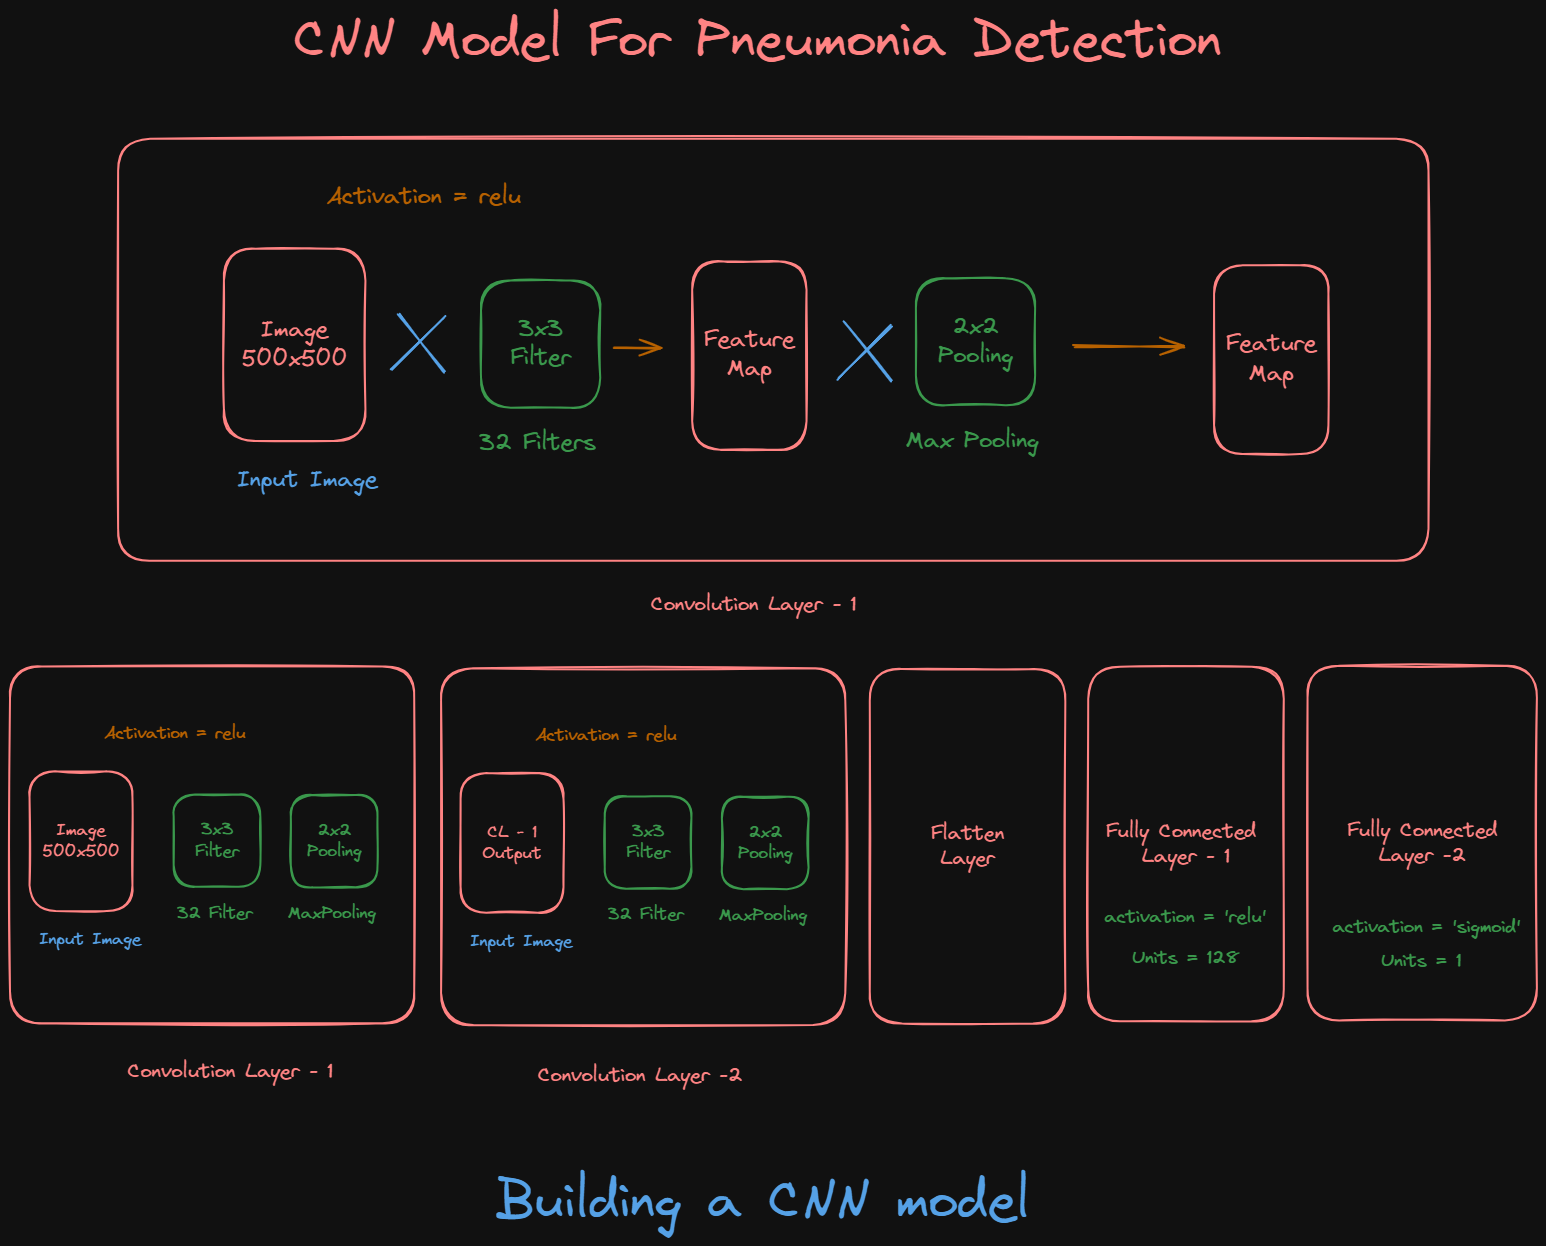 CNN Model For Pneumonia Detection
Activation = relu
Image
500x500
Input Image
3x3
Filter
32 Filters
Feature
Map
2x2
Pooling
Max Pooling
Feature
Map
Convolution Layer - 1
Activation = relu
Image
500x500
Input Image
3x3
Filter
32 Filter
2x2
Pooling
MaxPooling
Convolution Layer - 1
Activation = relu
CL - 1
Output
Input Image
3x3
Filter
32 Filter
2x2
Pooling
MaxPooling
Convolution Layer -2
Flatten
Layer
Fully Connected
Layer - 1
activation = 'relu'
Units = 128
Fully Connected
Layer -2
activation = 'sigmoid'
Units = 1
Building a CNN model